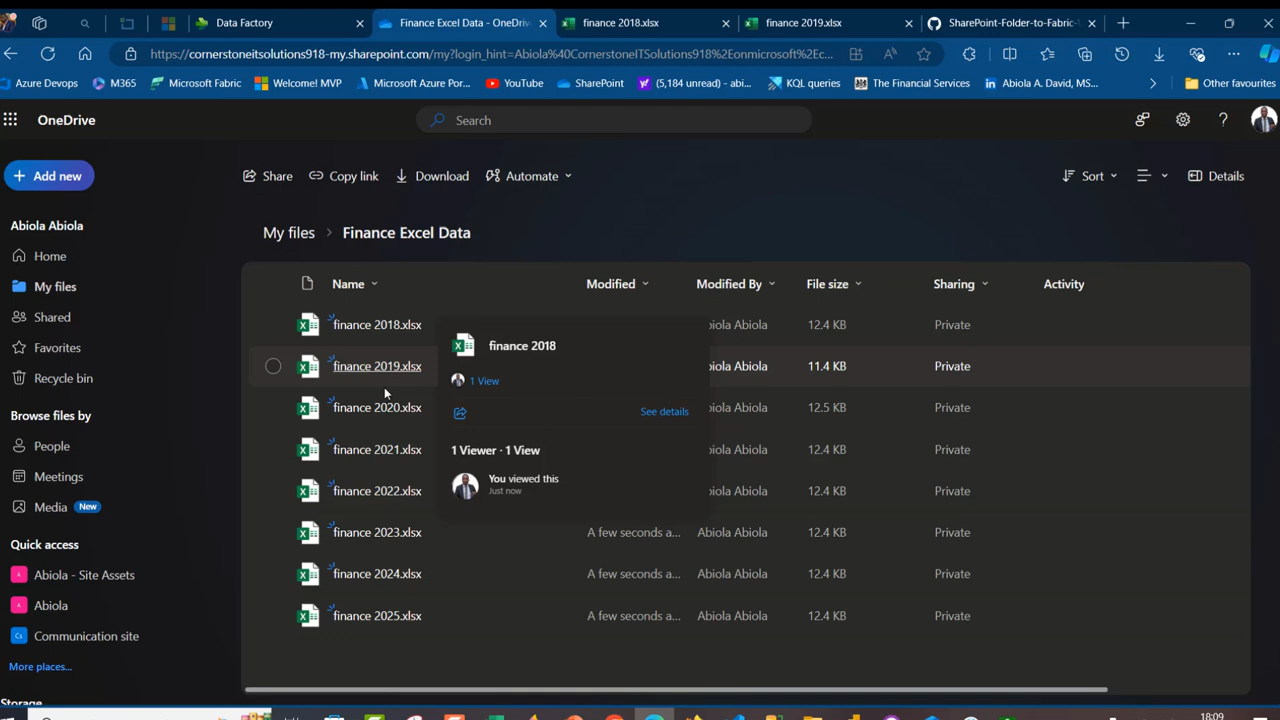 Data Factory
Finance Excel Data - OneDriv
finance 2018.xlsx
finance 2019.xlsx
SharePoint-Folder-to-Fabric-
https://cornerstoneitsolutions918-my.sharepoint.com/my?login_hint=Abiola%40CornerstoneITSolutions918%2Eonmicrosoft%2Ec...
Azure Devops
M365
Microsoft Fabric
Welcome! MVP
Microsoft Azure Por...
YouTube
SharePoint
(5,184 unread) - abi...
KQL queries
The Financial Services
Abiola A. David, MS...
Other favourites
OneDrive
Search
+ Add new
Share
Copy link
Download
Automate
Sort
Details
Abiola Abiola
Home
My files
Shared
Favorites
Recycle bin
Browse files by
People
Meetings
Media New
Quick access
A Abiola - Site Assets
A Abiola
Cs Communication site
More places...
Storage
My files > Finance Excel Data
Name Modified Modified By File size Sharing Activity
finance 2018.xlsx biola Abiola 12.4 KB Private
finance 2019.xlsx biola Abiola 11.4 KB Private
finance 2020.xlsx biola Abiola 12.5 KB Private
finance 2021.xlsx biola Abiola 12.4 KB Private
finance 2022.xlsx biola Abiola 12.4 KB Private
finance 2023.xlsx A few seconds a... Abiola Abiola 12.4 KB Private
finance 2024.xlsx A few seconds a... Abiola Abiola 12.4 KB Private
finance 2025.xlsx A few seconds a... Abiola Abiola 12.4 KB Private
finance 2018
1 View
See details
1 Viewer · 1 View
You viewed this
Just now
18:09